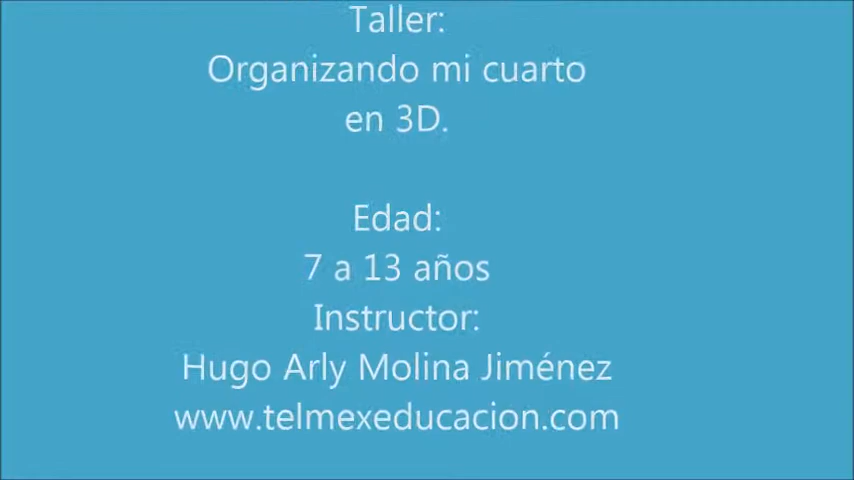 Taller:
Organizando mi cuarto
en 3D.
Edad:
7 a 13 años
Instructor:
Hugo Arly Molina Jiménez
www.telmexeducacion.com